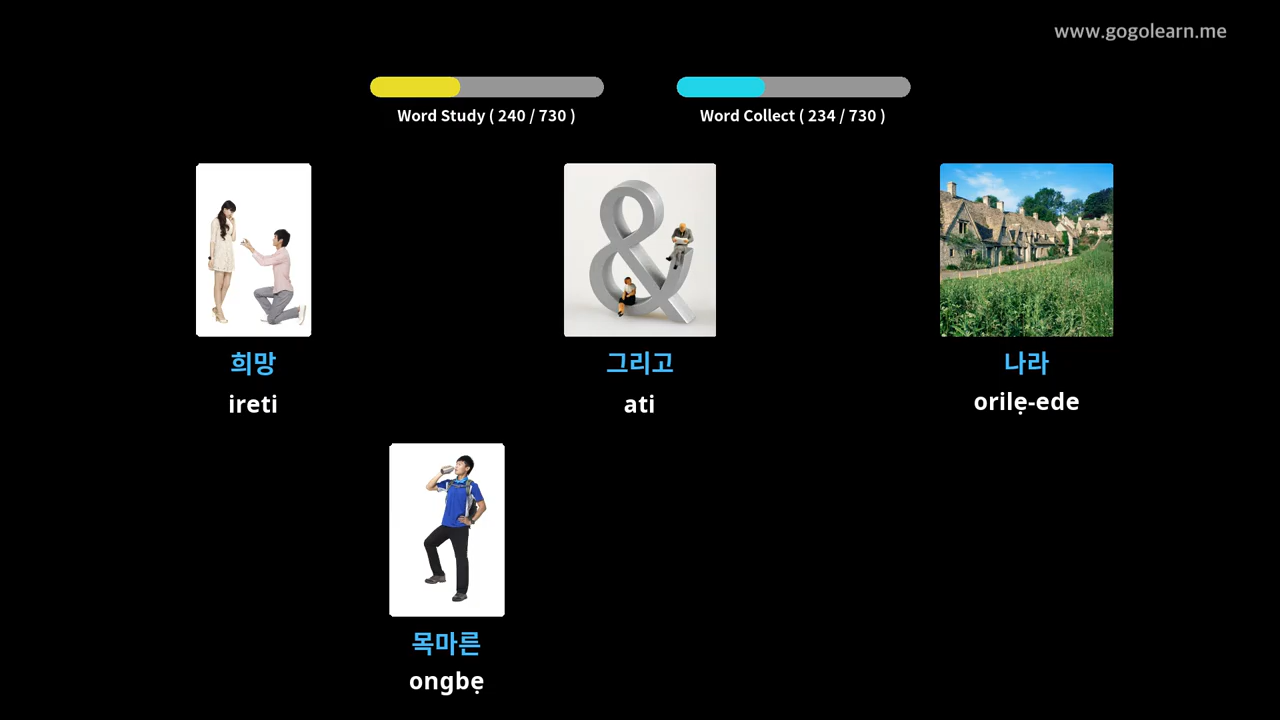 www.gogolearn.me
Word Study ( 240 / 730 )
Word Collect ( 234 / 730 )
희망
ireti
그리고
ati
나라
orilẹ-ede
목마른
ongbẹ